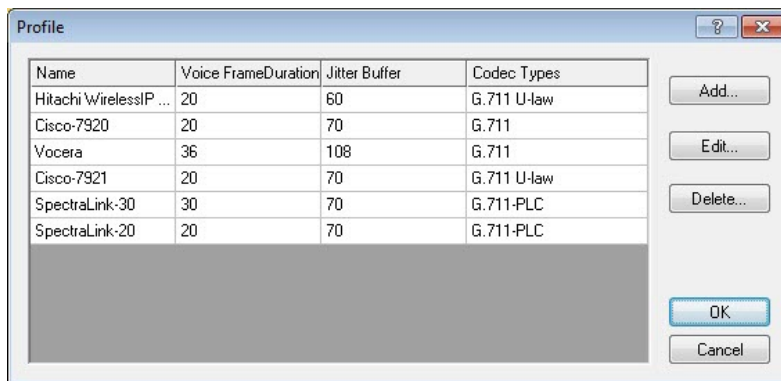 Profile
Name Voice FrameDuration Jitter Buffer Codec Types
Hitachi WirelessIP ... 20 60 G.711 U-law
Cisco-7920 20 70 G.711
Vocera 36 108 G.711
Cisco-7921 20 70 G.711 U-law
SpectraLink-30 30 70 G.711-PLC
SpectraLink-20 20 70 G.711-PLC
Add...
Edit...
Delete...
OK
Cancel